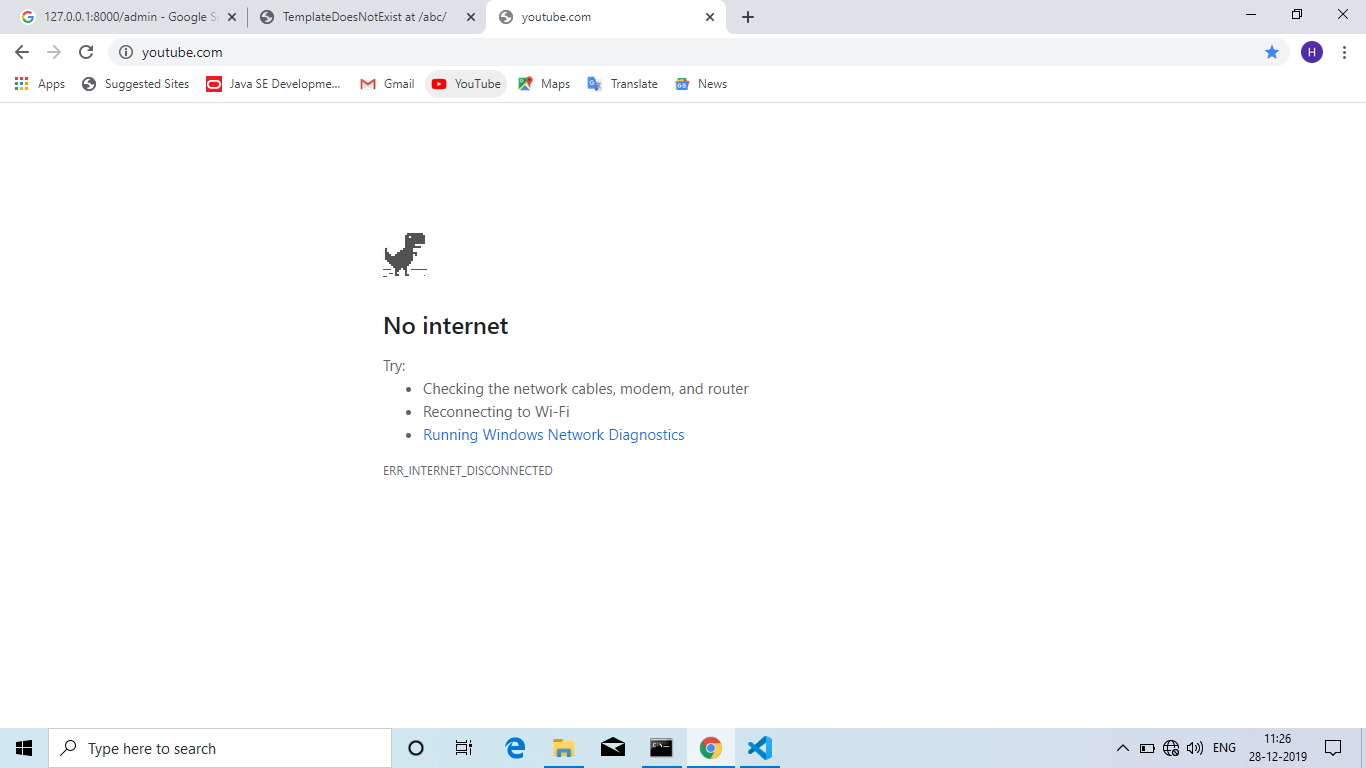 127.0.0.1:8000/admin - Google S
TemplateDoesNotExist at /abc/
youtube.com
youtube.com
H
Apps
Suggested Sites
Java SE Developme...
Gmail
YouTube
Maps
Translate
News
No internet
Try:
Checking the network cables, modem, and router
Reconnecting to Wi-Fi
Running Windows Network Diagnostics
ERR_INTERNET_DISCONNECTED
Type here to search
ENG
11:26
28-12-2019